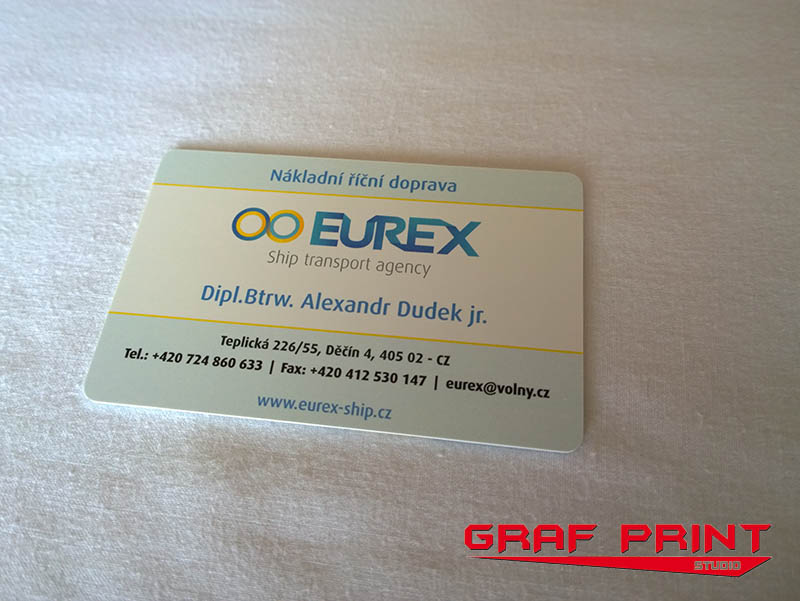 Nákladní říční doprava
EUREX
Ship transport agency
Dipl.Btrw. Alexandr Dudek jr.
Teplická 226/55, Děčín 4, 405 02 - CZ
Tel.: +420 724 860 633 | Fax: +420 412 530 147 | eurex@volny.cz
www.eurex-ship.cz
GRAF PRINT
STUDIO